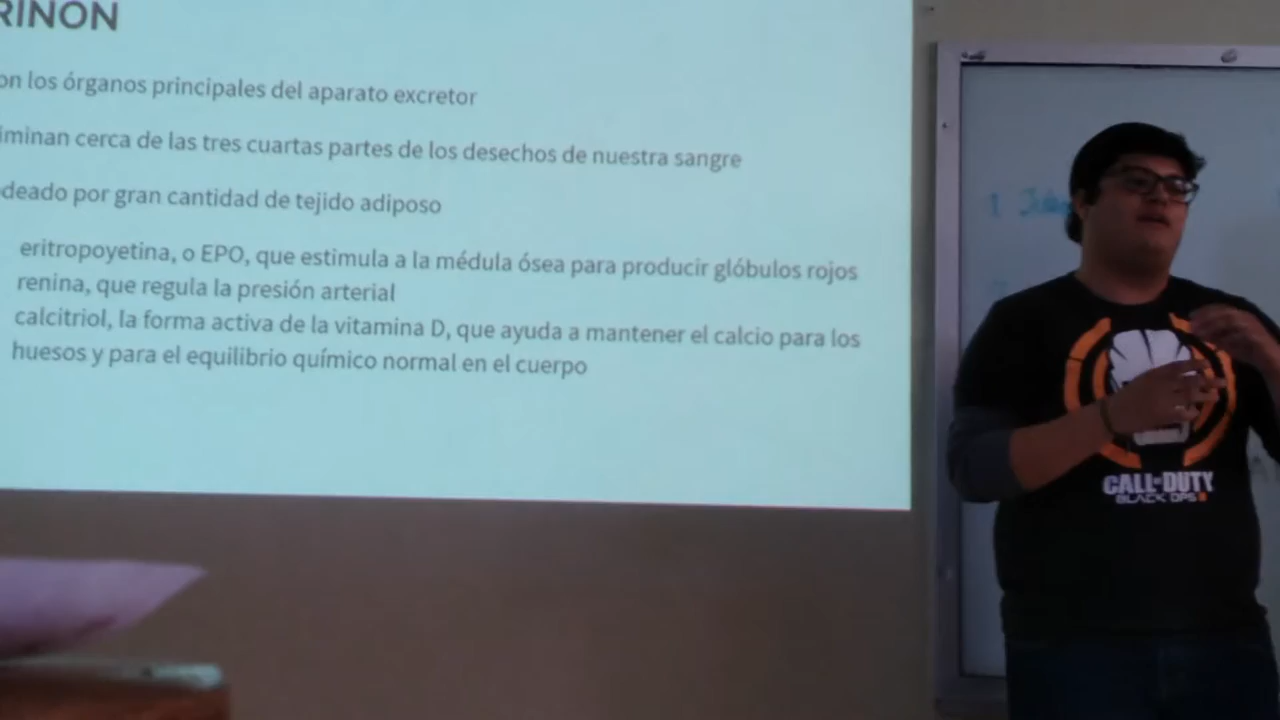 RIÑON
on los órganos principales del aparato excretor
iminan cerca de las tres cuartas partes de los desechos de nuestra sangre
deado por gran cantidad de tejido adiposo
eritropoyetina, o EPO, que estimula a la médula ósea para producir glóbulos rojos
renina, que regula la presión arterial
calcitriol, la forma activa de la vitamina D, que ayuda a mantener el calcio para los
huesos y para el equilibrio químico normal en el cuerpo
CALL OF DUTY
BLACK OPS